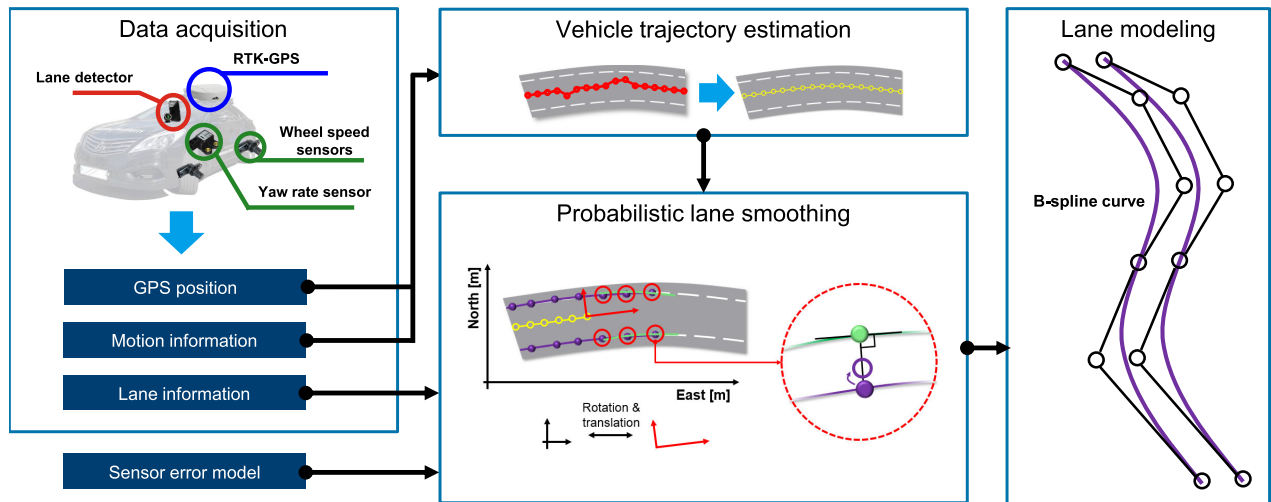 Data acquisition
RTK-GPS
Lane detector
Wheel speed
sensors
Yaw rate sensor
GPS position
Motion information
Lane information
Sensor error model
Vehicle trajectory estimation
Probabilistic lane smoothing
North [m]
East [m]
Rotation &
translation
Lane modeling
B-spline curve